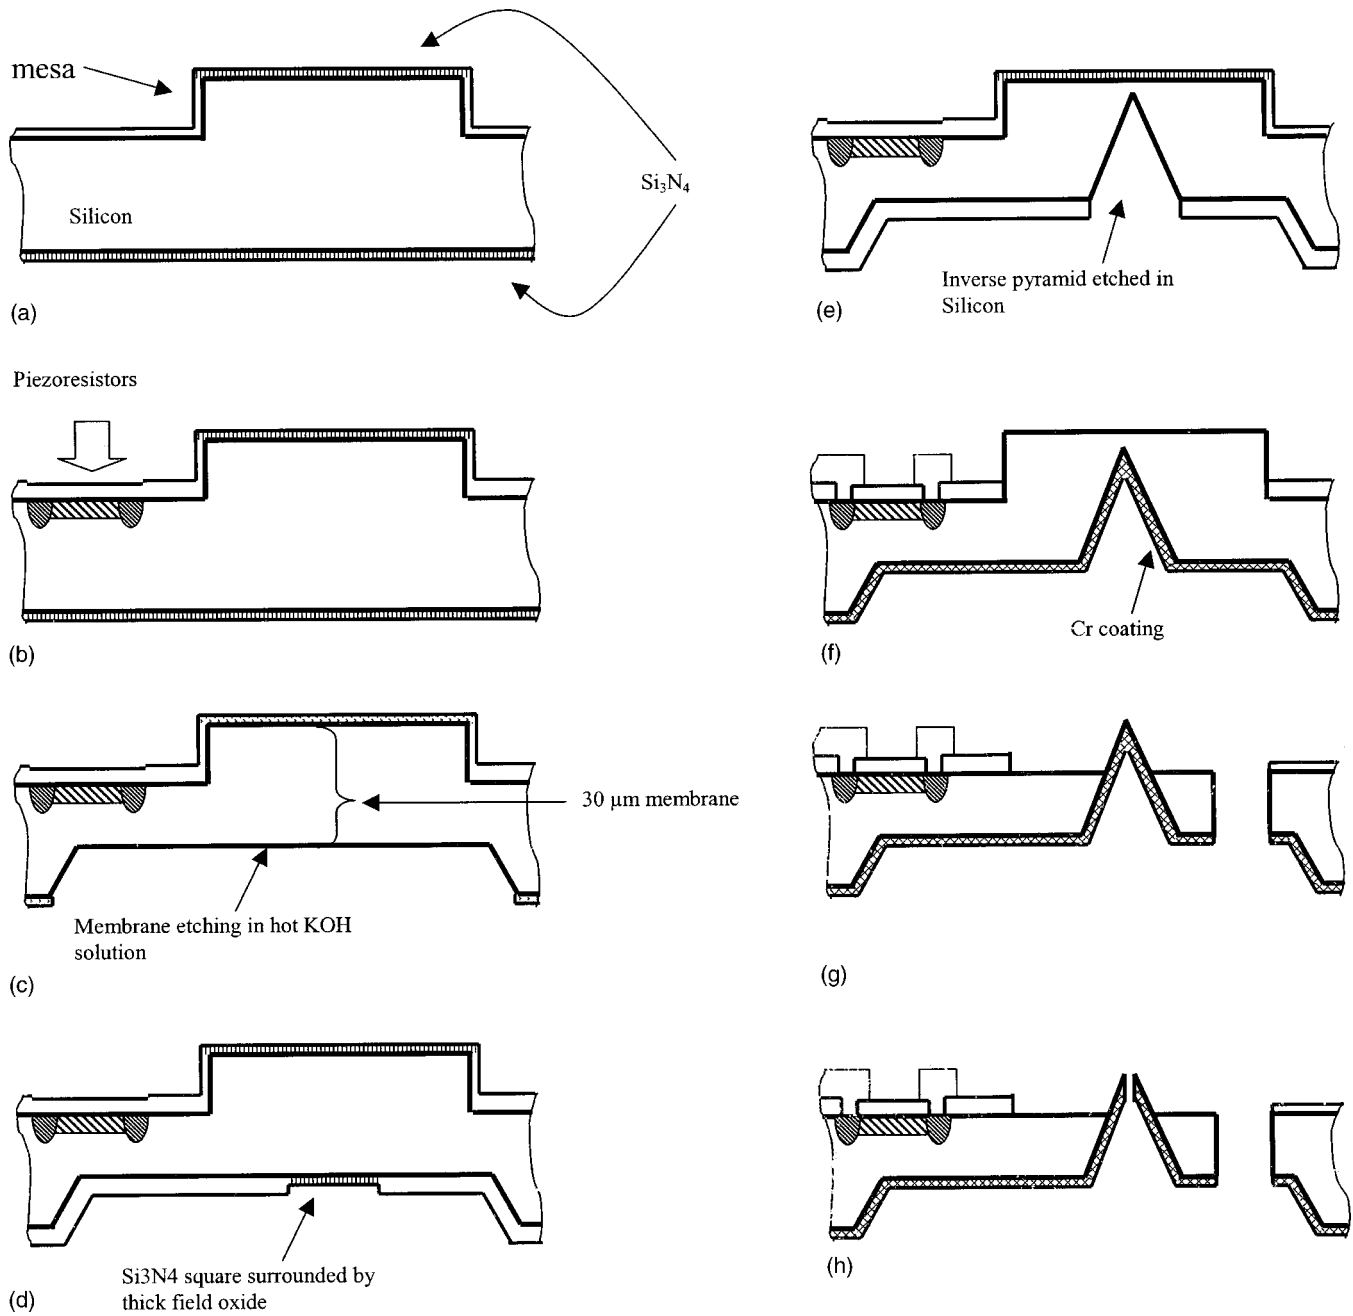 mesa
Si₃N₄
Silicon
(a)
Piezoresistors
(b)
30 µm membrane
Membrane etching in hot KOH
solution
(c)
Si3N4 square surrounded by
thick field oxide
(d)
Inverse pyramid etched in
Silicon
(e)
Cr coating
(f)
(g)
(h)